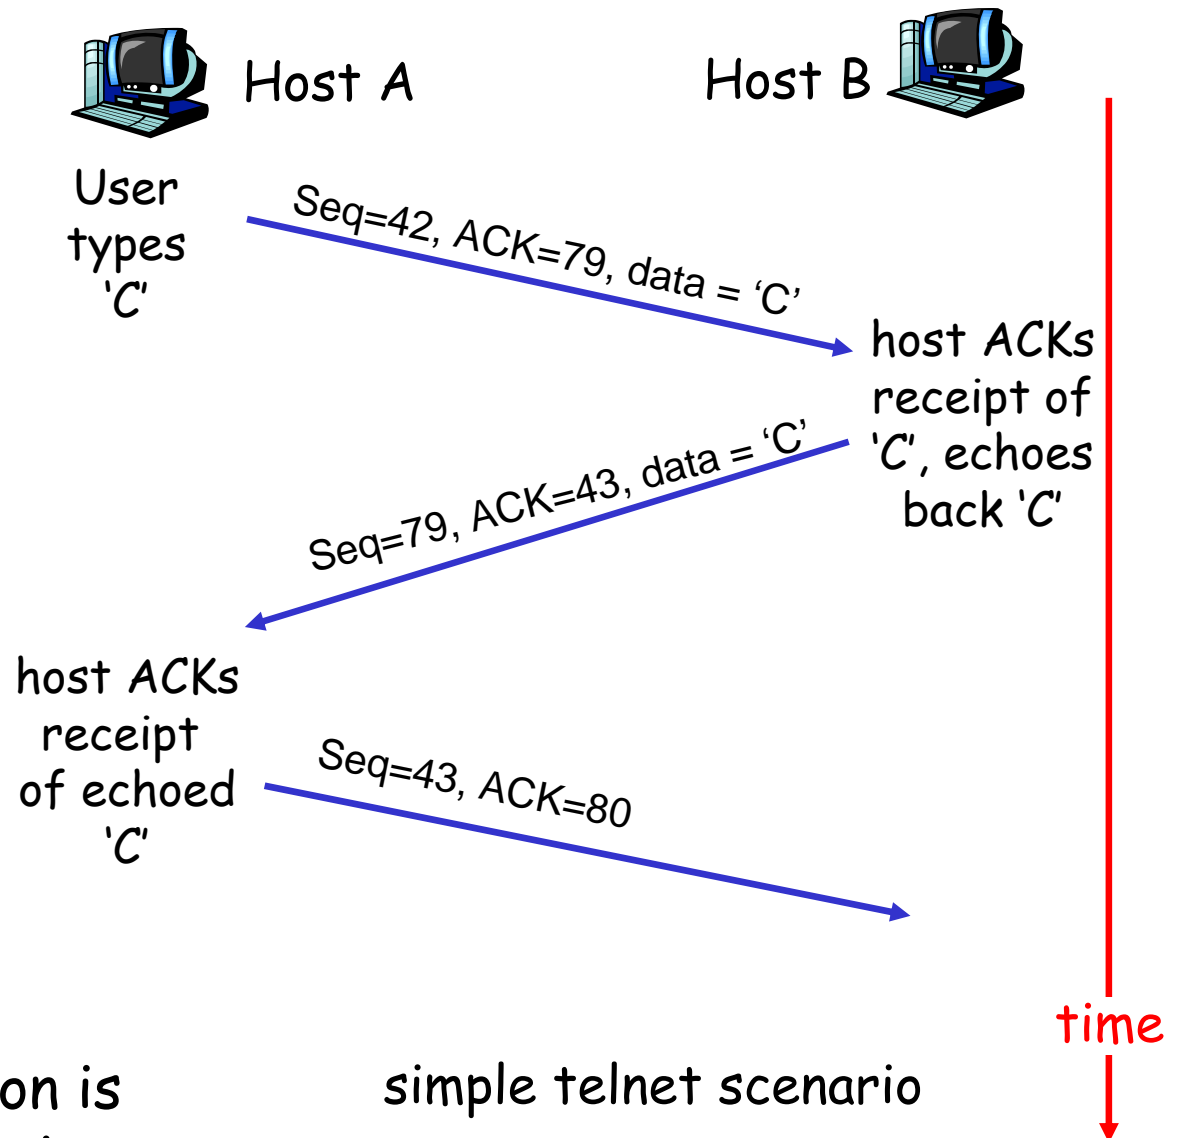 Host A
Host B
User
types
‘C’
Seq=42, ACK=79, data = ‘C’
host ACKs
receipt of
‘C’, echoes
back ‘C’
Seq=79, ACK=43, data = ‘C’
host ACKs
receipt
of echoed
‘C’
Seq=43, ACK=80
time
simple telnet scenario
on is